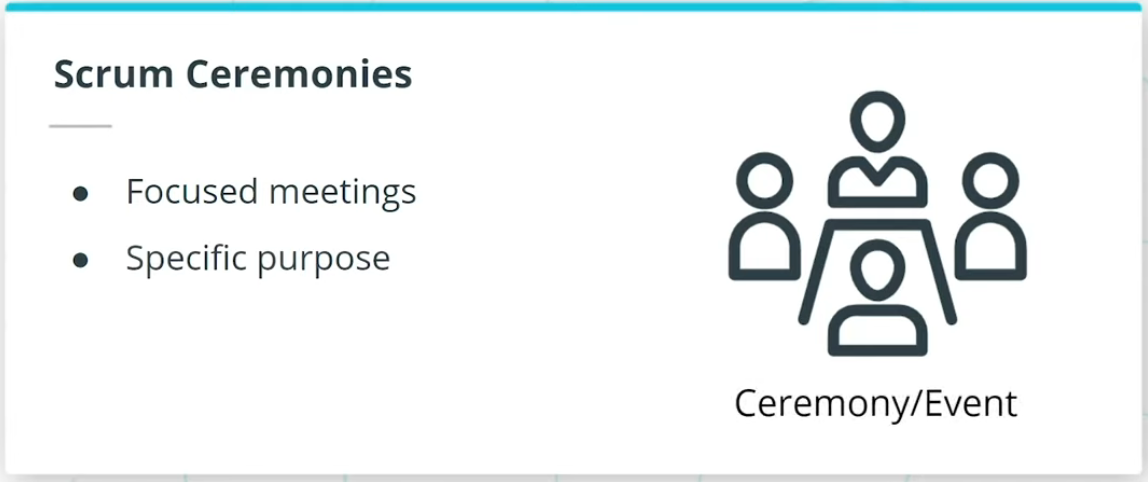 Scrum Ceremonies
● Focused meetings
● Specific purpose
Ceremony/Event